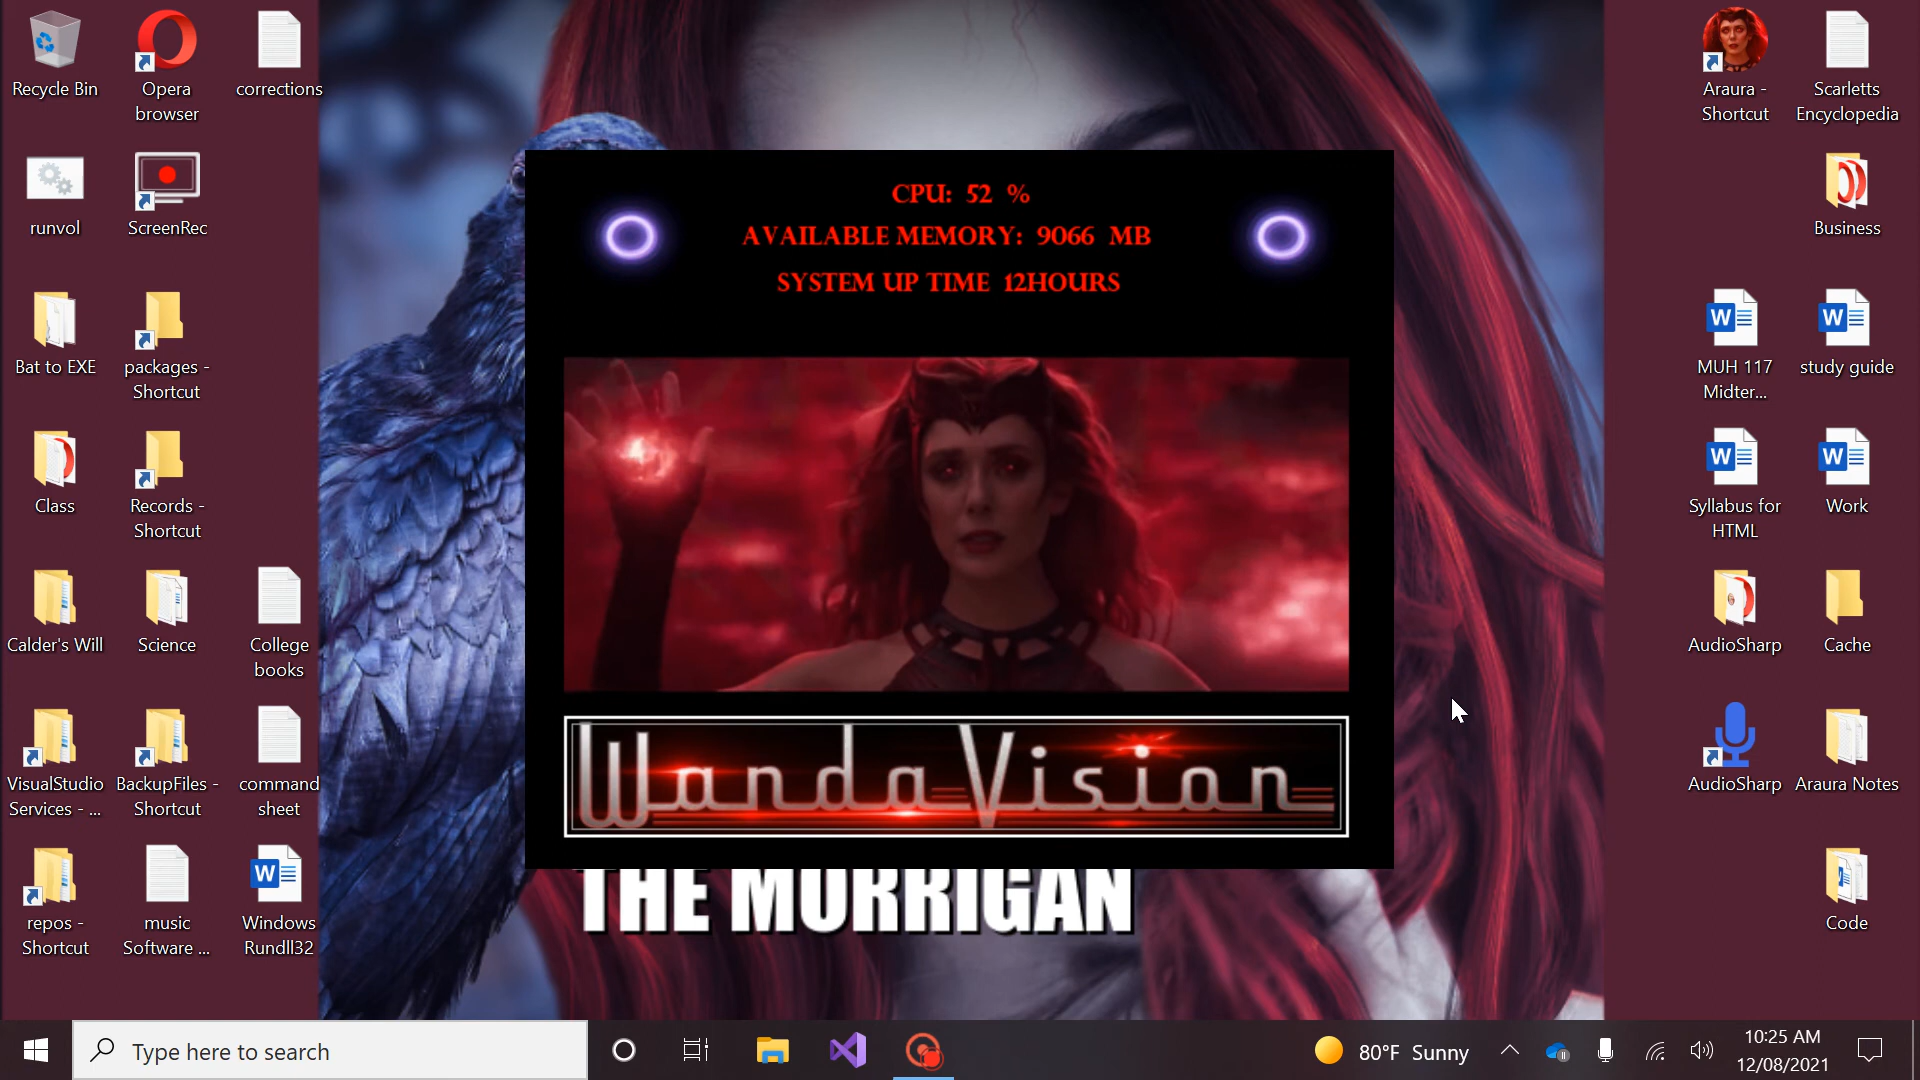 Recycle Bin
Opera
browser
corrections
runvol
ScreenRec
Bat to EXE
packages -
Shortcut
Class
Records -
Shortcut
Calder's Will
Science
College
books
VisualStudio
Services - ...
BackupFiles -
Shortcut
command
sheet
repos -
Shortcut
music
Software ...
Windows
Rundll32
CPU: 52 %
AVAILABLE MEMORY: 9066 MB
SYSTEM UP TIME 12HOURS
WandaVision
THE MORRIGAN
Araura -
Shortcut
Scarletts
Encyclopedia
Business
MUH 117
Midter...
study guide
Syllabus for
HTML
Work
AudioSharp
Cache
AudioSharp
Araura Notes
Code
Type here to search
80°F Sunny
10:25 AM
12/08/2021